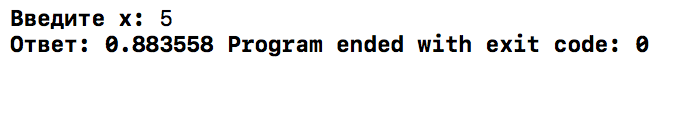 Введите x: 5
Ответ: 0.883558 Program ended with exit code: 0